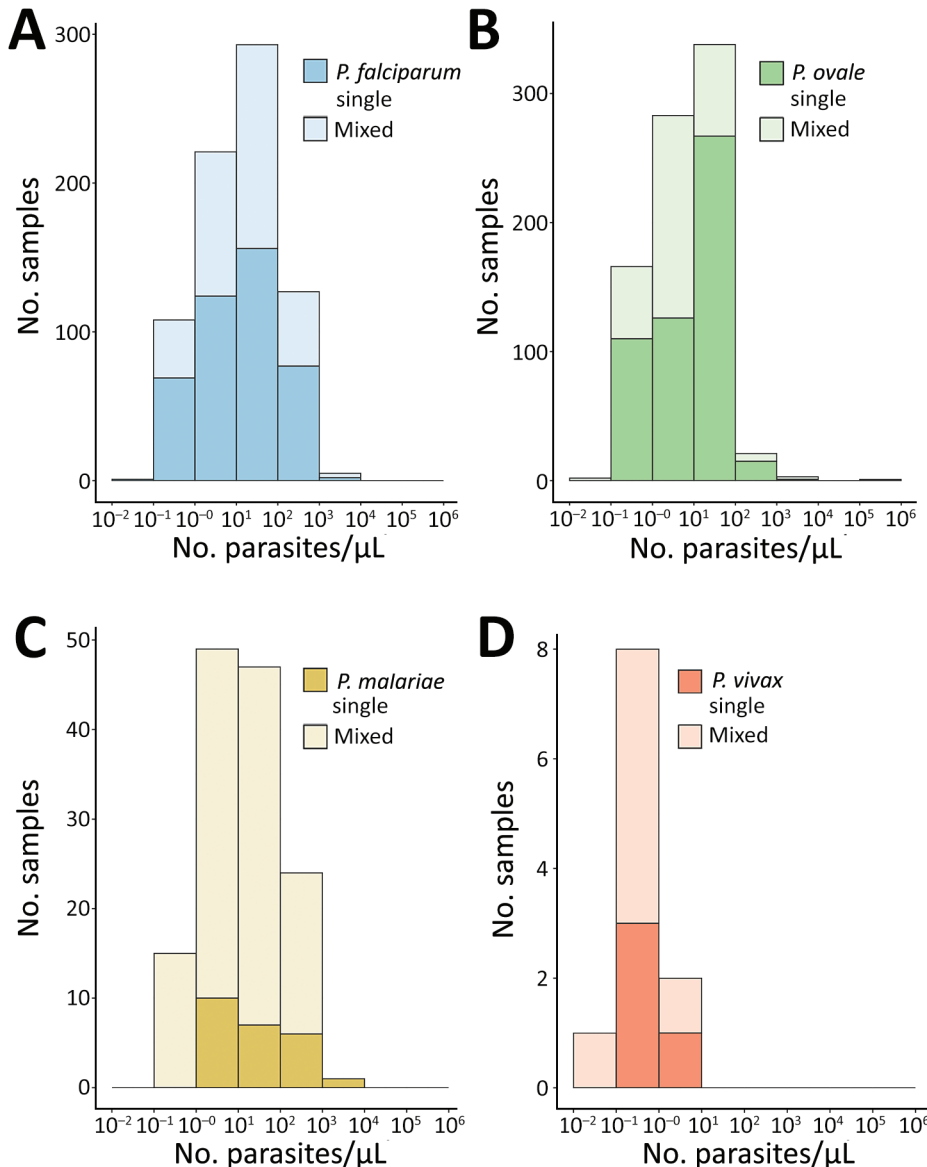 A
300
200
100
0
No. samples
P. falciparum
single
Mixed
10⁻² 10⁻¹ 10⁻⁰ 10¹ 10² 10³ 10⁴ 10⁵ 10⁶
No. parasites/μL
B
300
200
100
0
No. samples
P. ovale
single
Mixed
10⁻² 10⁻¹ 10⁻⁰ 10¹ 10² 10³ 10⁴ 10⁵ 10⁶
No. parasites/μL
C
50
40
30
20
10
0
No. samples
P. malariae
single
Mixed
10⁻² 10⁻¹ 10⁻⁰ 10¹ 10² 10³ 10⁴ 10⁵ 10⁶
No. parasites/μL
D
8
6
4
2
0
No. samples
P. vivax
single
Mixed
10⁻² 10⁻¹ 10⁻⁰ 10¹ 10² 10³ 10⁴ 10⁵ 10⁶
No. parasites/μL